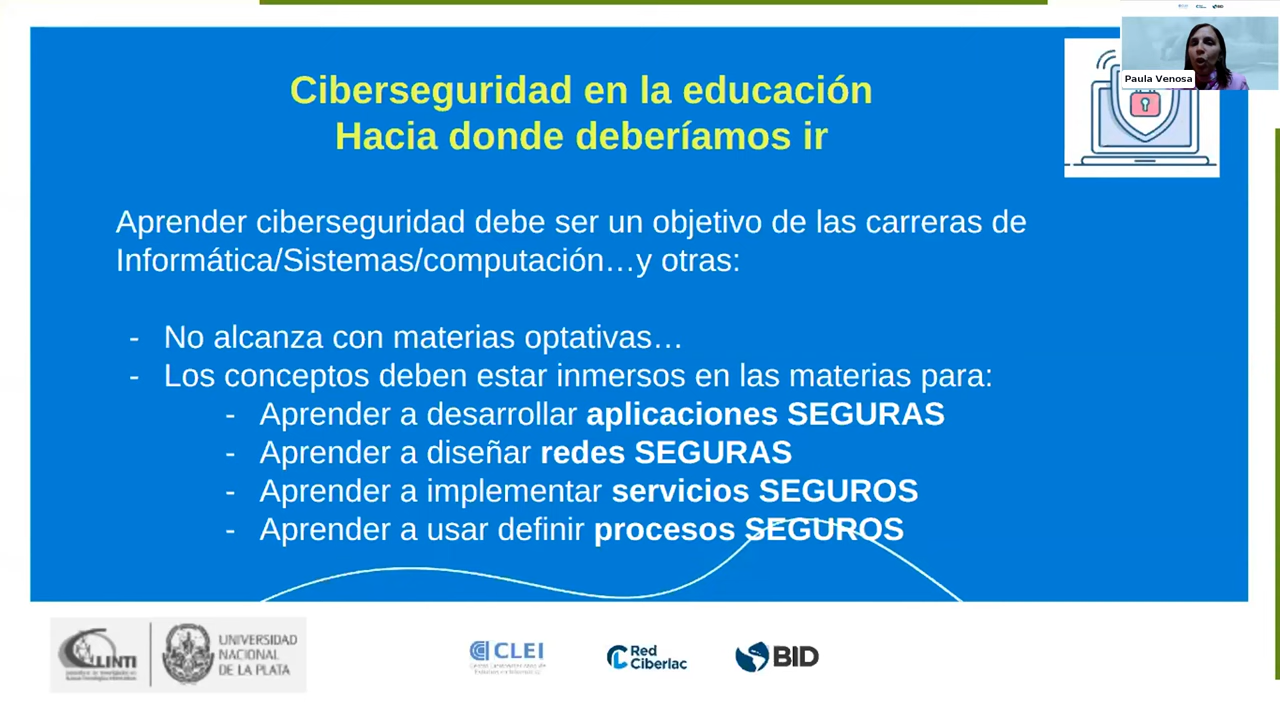 Paula Venosa
Ciberseguridad en la educación
Hacia donde deberíamos ir
Aprender ciberseguridad debe ser un objetivo de las carreras de
Informática/Sistemas/computación…y otras:
- No alcanza con materias optativas…
- Los conceptos deben estar inmersos en las materias para:
- Aprender a desarrollar aplicaciones SEGURAS
- Aprender a diseñar redes SEGURAS
- Aprender a implementar servicios SEGUROS
- Aprender a usar definir procesos SEGUROS
LINTI
UNIVERSIDAD
NACIONAL
DE LA PLATA
CLEI
Red
Ciberlac
BID